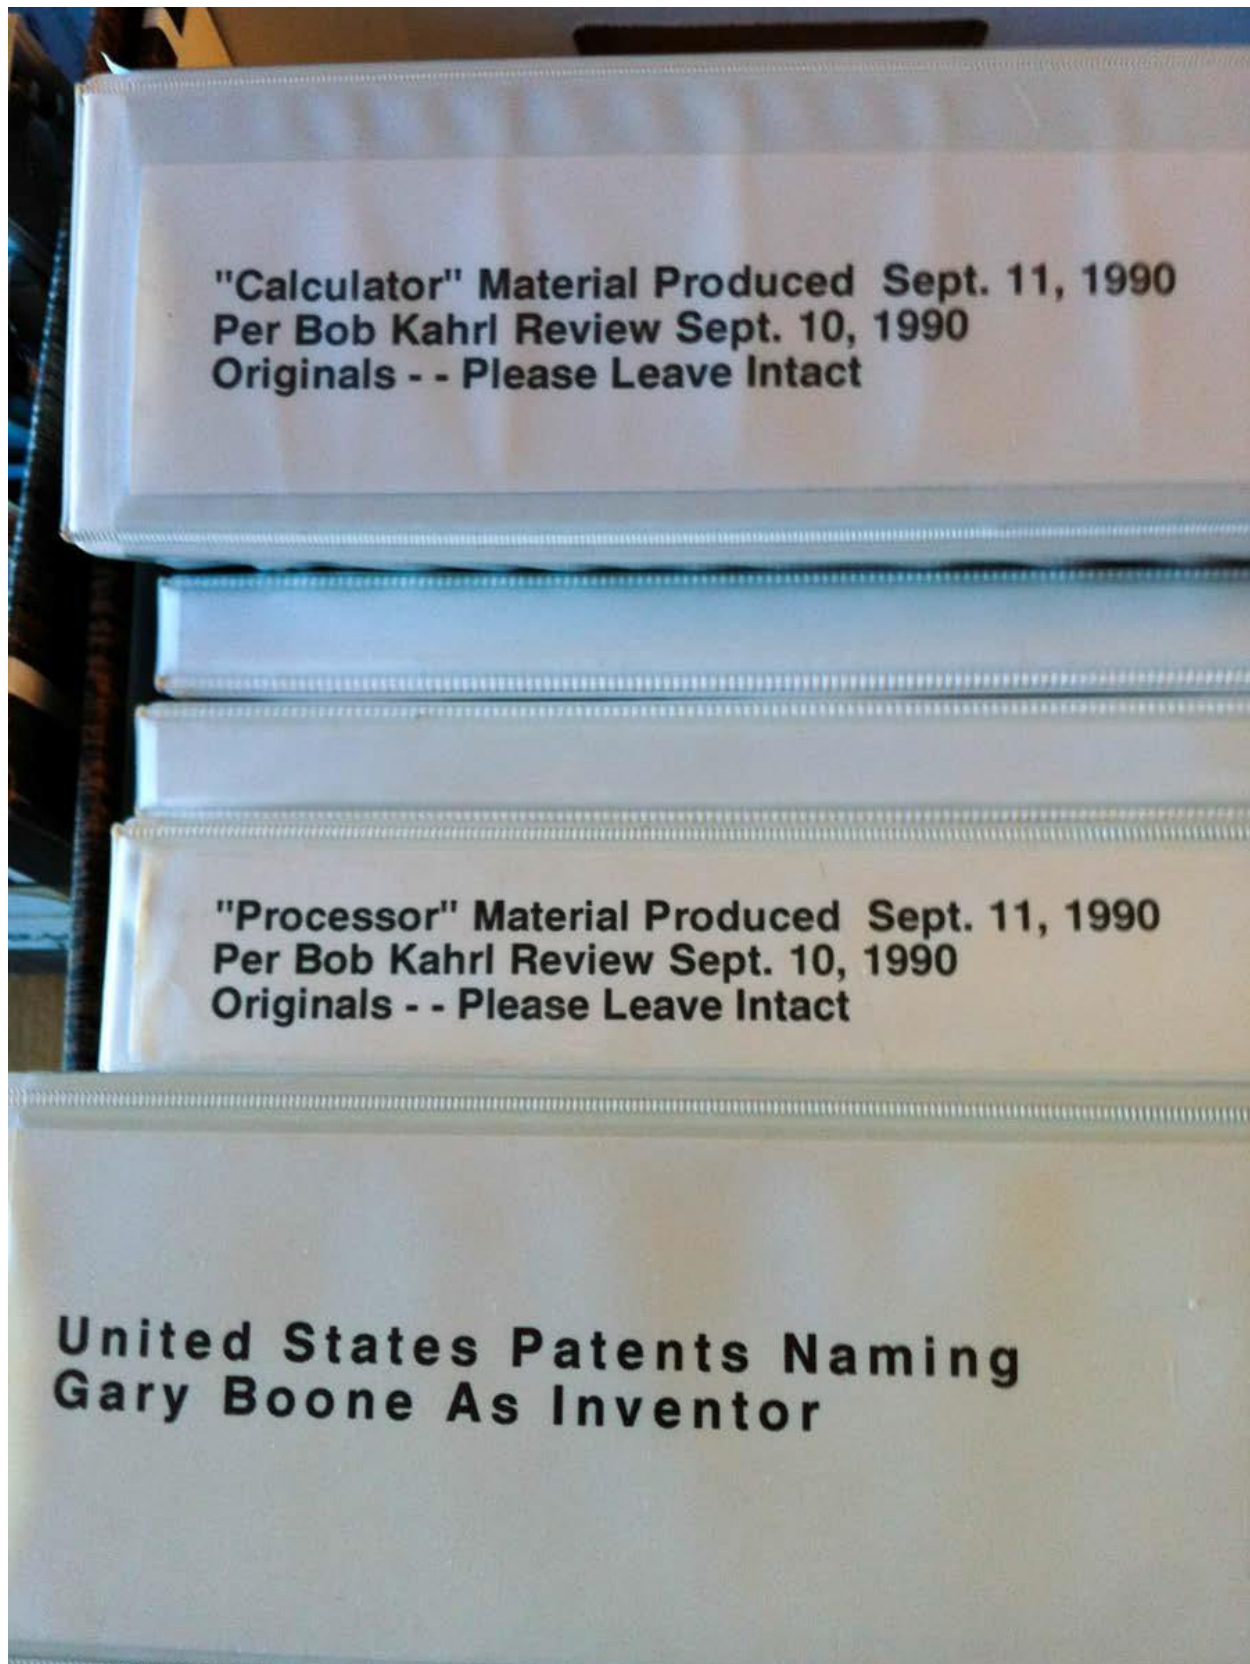 "Calculator" Material Produced Sept. 11, 1990
Per Bob Kahrl Review Sept. 10, 1990
Originals - - Please Leave Intact
"Processor" Material Produced Sept. 11, 1990
Per Bob Kahrl Review Sept. 10, 1990
Originals - - Please Leave Intact
United States Patents Naming
Gary Boone As Inventor